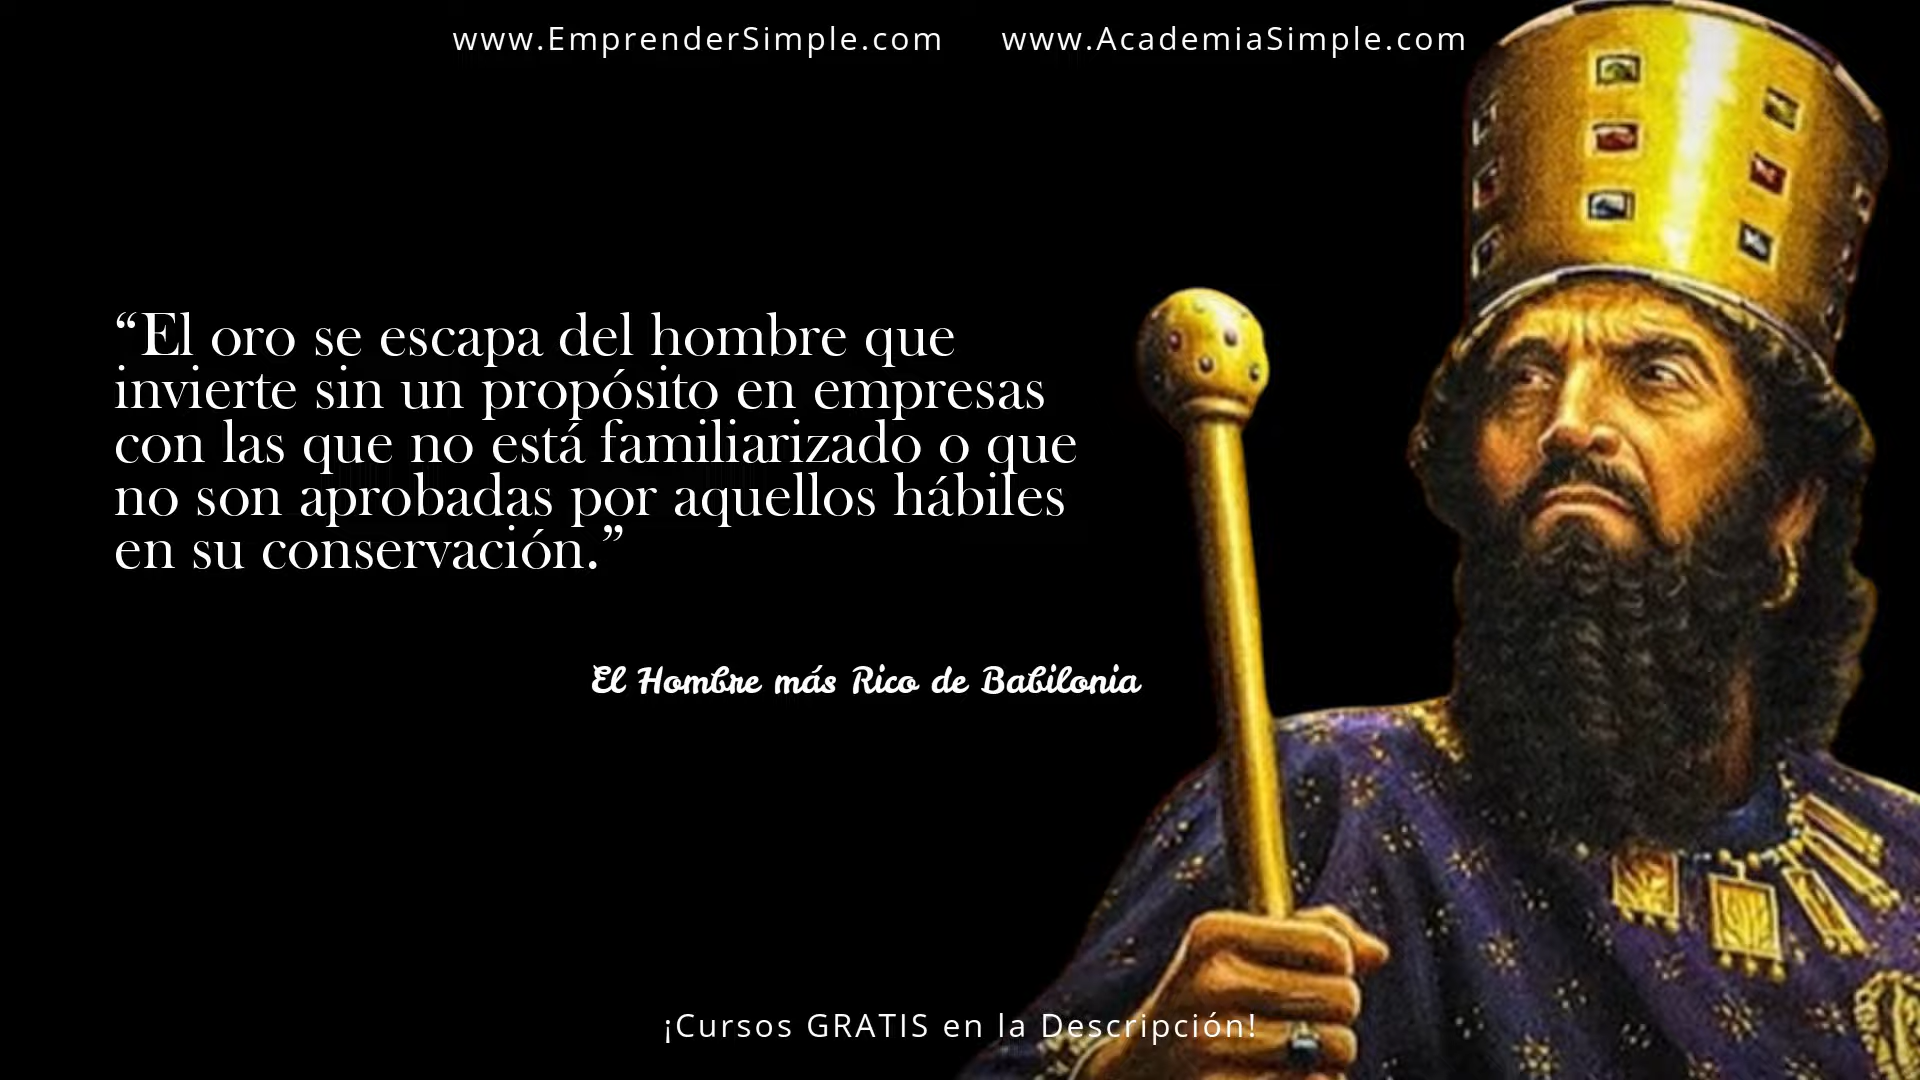 www.EmprenderSimple.com www.AcademiaSimple.com
“El oro se escapa del hombre que
invierte sin un propósito en empresas
con las que no está familiarizado o que
no son aprobadas por aquellos hábiles
en su conservación.”
El Hombre más Rico de Babilonia
¡Cursos GRATIS en la Descripción!